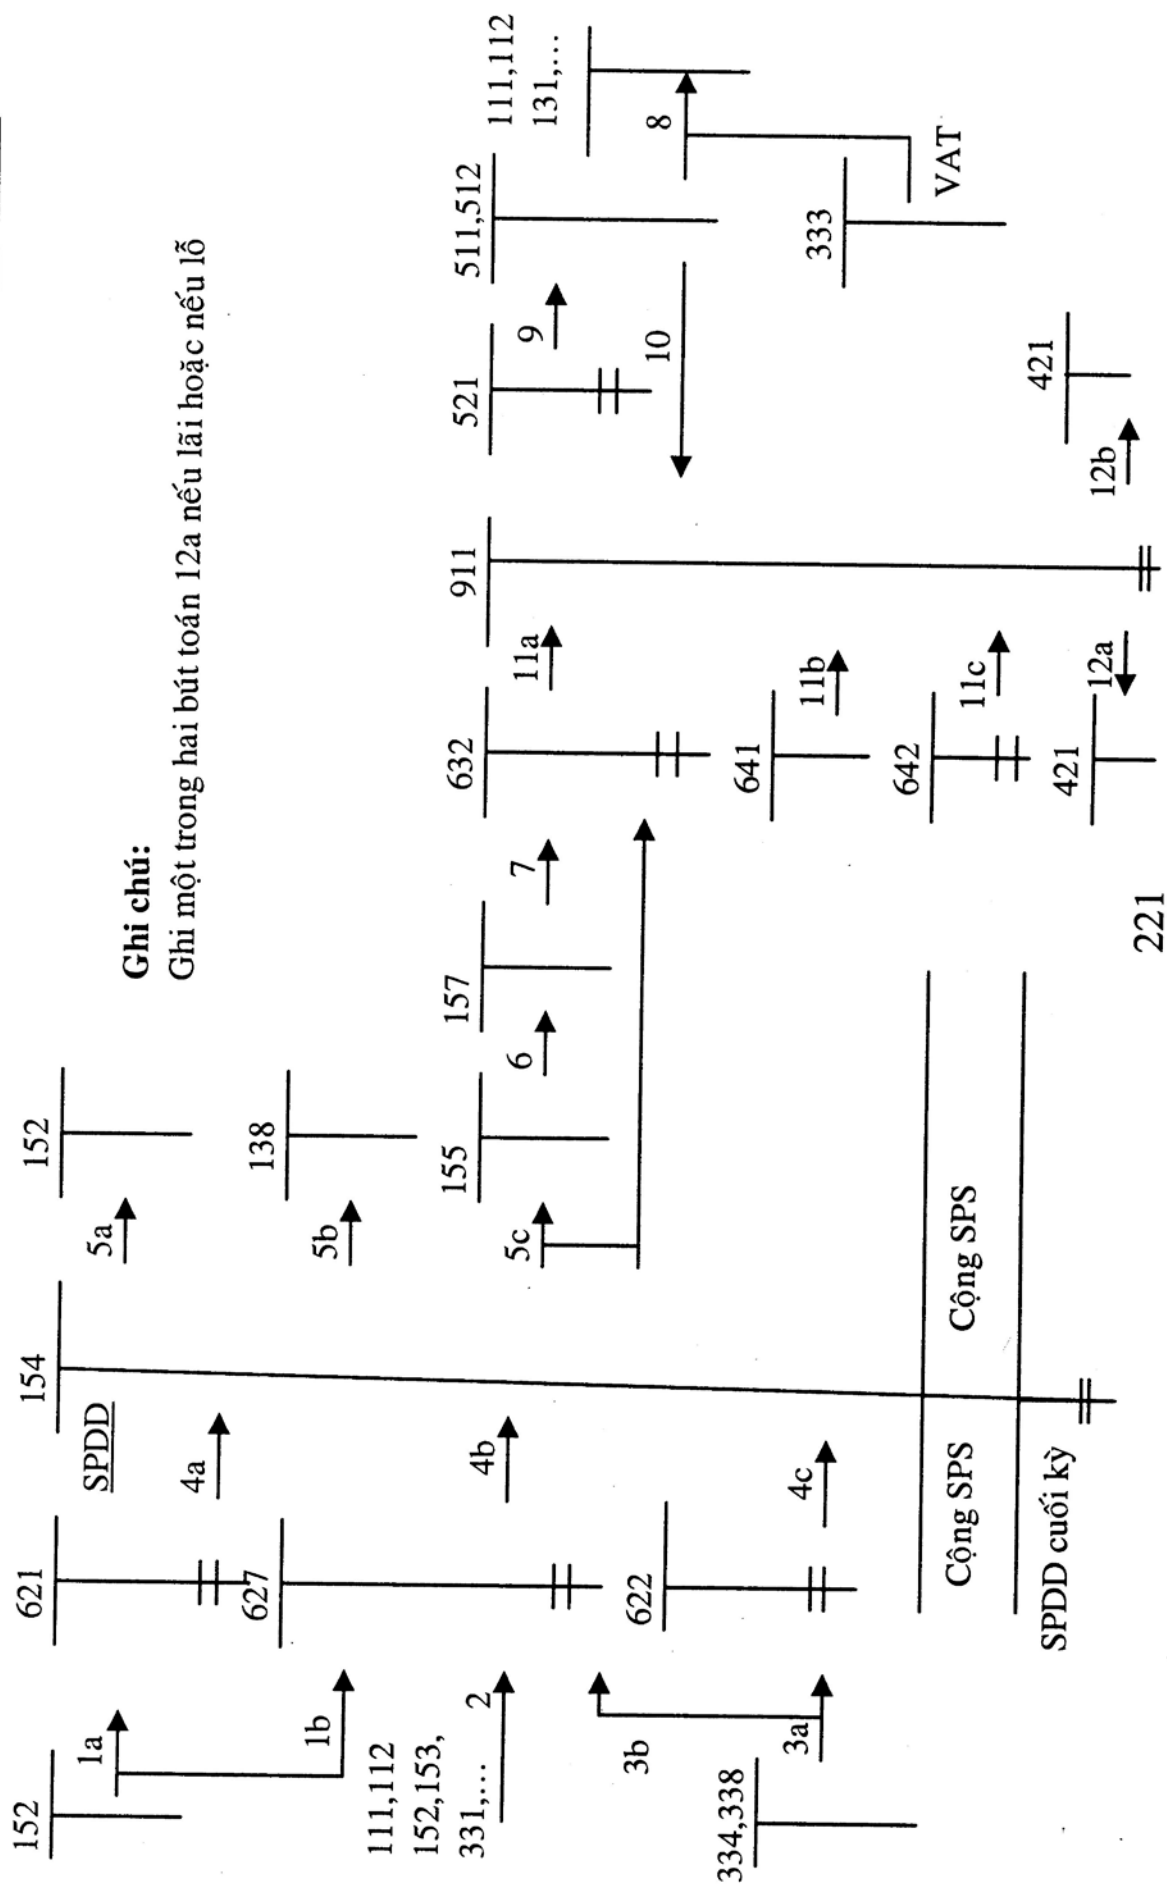 Ghi chú:
Ghi một trong hai bút toán 12a nếu lãi hoặc nếu lỗ
152
1a
1b
111,112
152,153,
331,...
2
3b
334,338
3a
621
627
622
SPDD
4a
4b
4c
154
Cộng SPS
Cộng SPS
SPDD cuối kỳ
5a
152
5b
138
5c
155
6
157
7
632
11a
641
11b
642
11c
421
12a
911
12b
421
521
9
10
511,512
333
VAT
8
111,112
131,...
221